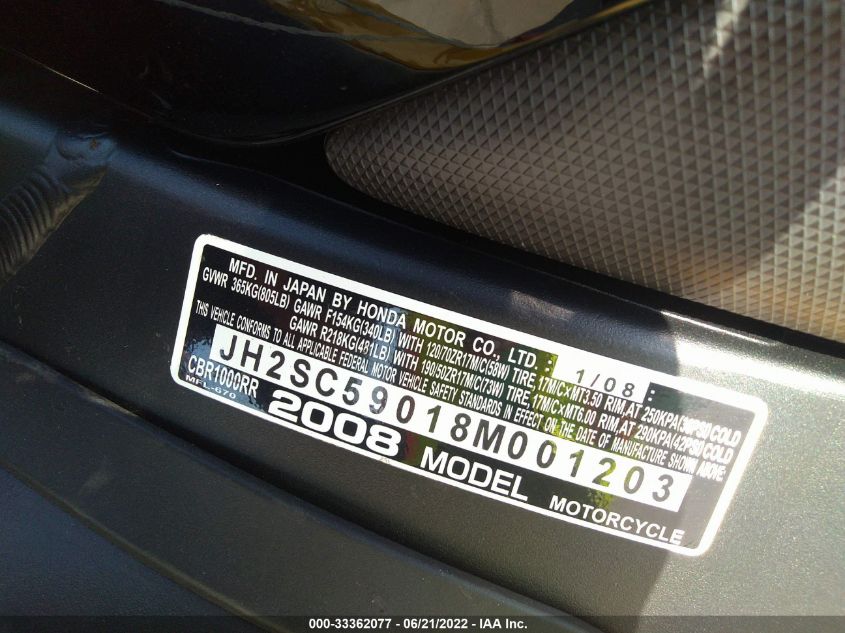 MFD. IN JAPAN BY HONDA MOTOR CO., LTD.: 1/08:
GVWR 365KG(805LB) GAWR F154KG(340LB) WITH 120/70ZR17M/C(58W) TIRE, 17M/CXMT3.50 RIM, AT 250KPA(36PSI) COLD
GAWR R218KG(481LB) WITH 190/50ZR17M/C(73W) TIRE, 17M/CXMT6.00 RIM, AT 290KPA(42PSI) COLD
THIS VEHICLE CONFORMS TO ALL APPLICABLE FEDERAL MOTOR VEHICLE SAFETY STANDARDS IN EFFECT ON THE DATE OF MANUFACTURE SHOWN ABOVE:
JH2SC59018M001203
CBR1000RR
MFL-670
2008 MODEL MOTORCYCLE
000-33362077 - 06/21/2022 - IAA Inc.